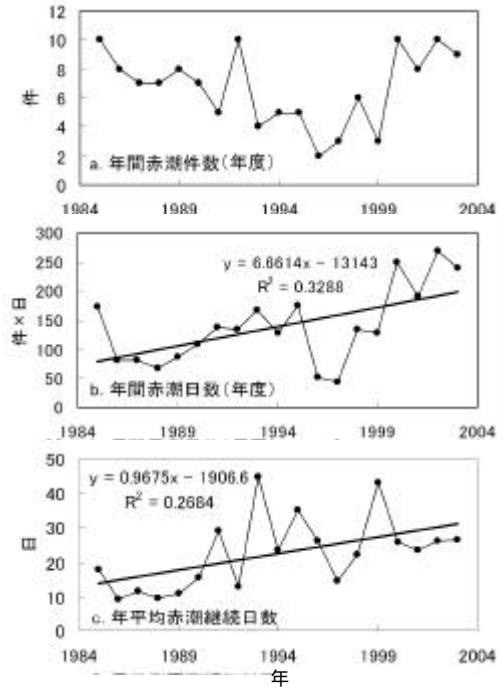 12
10
8
6
4
2
0
件
a. 年間赤潮件数(年度)
1984 1989 1994 1999 2004
300
250
200
150
100
50
0
件×日
y = 6.6614x − 13143
R² = 0.3288
b. 年間赤潮日数(年度)
1984 1989 1994 1999 2004
50
40
30
20
10
0
日
y = 0.9675x − 1906.6
R² = 0.2684
c. 年平均赤潮継続日数
1984 1989 1994 1999 2004
年